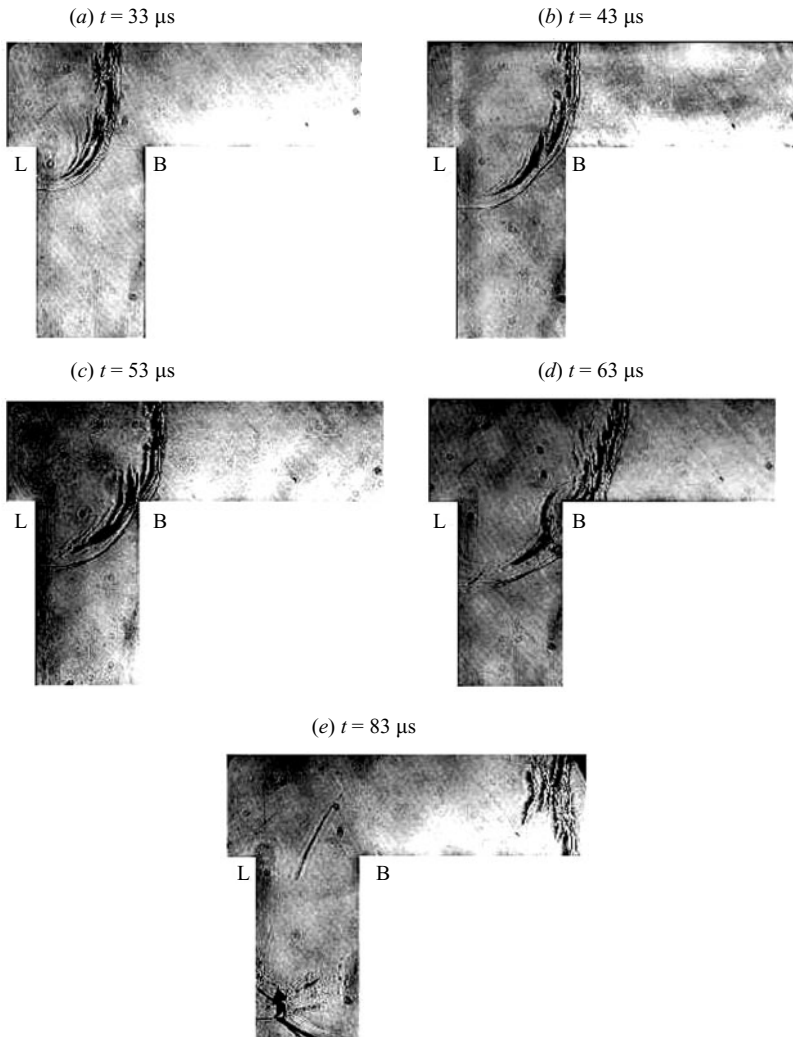 (a) t = 33 µs
(b) t = 43 µs
L B
L B
(c) t = 53 µs
(d) t = 63 µs
L B
L B
(e) t = 83 µs
L B